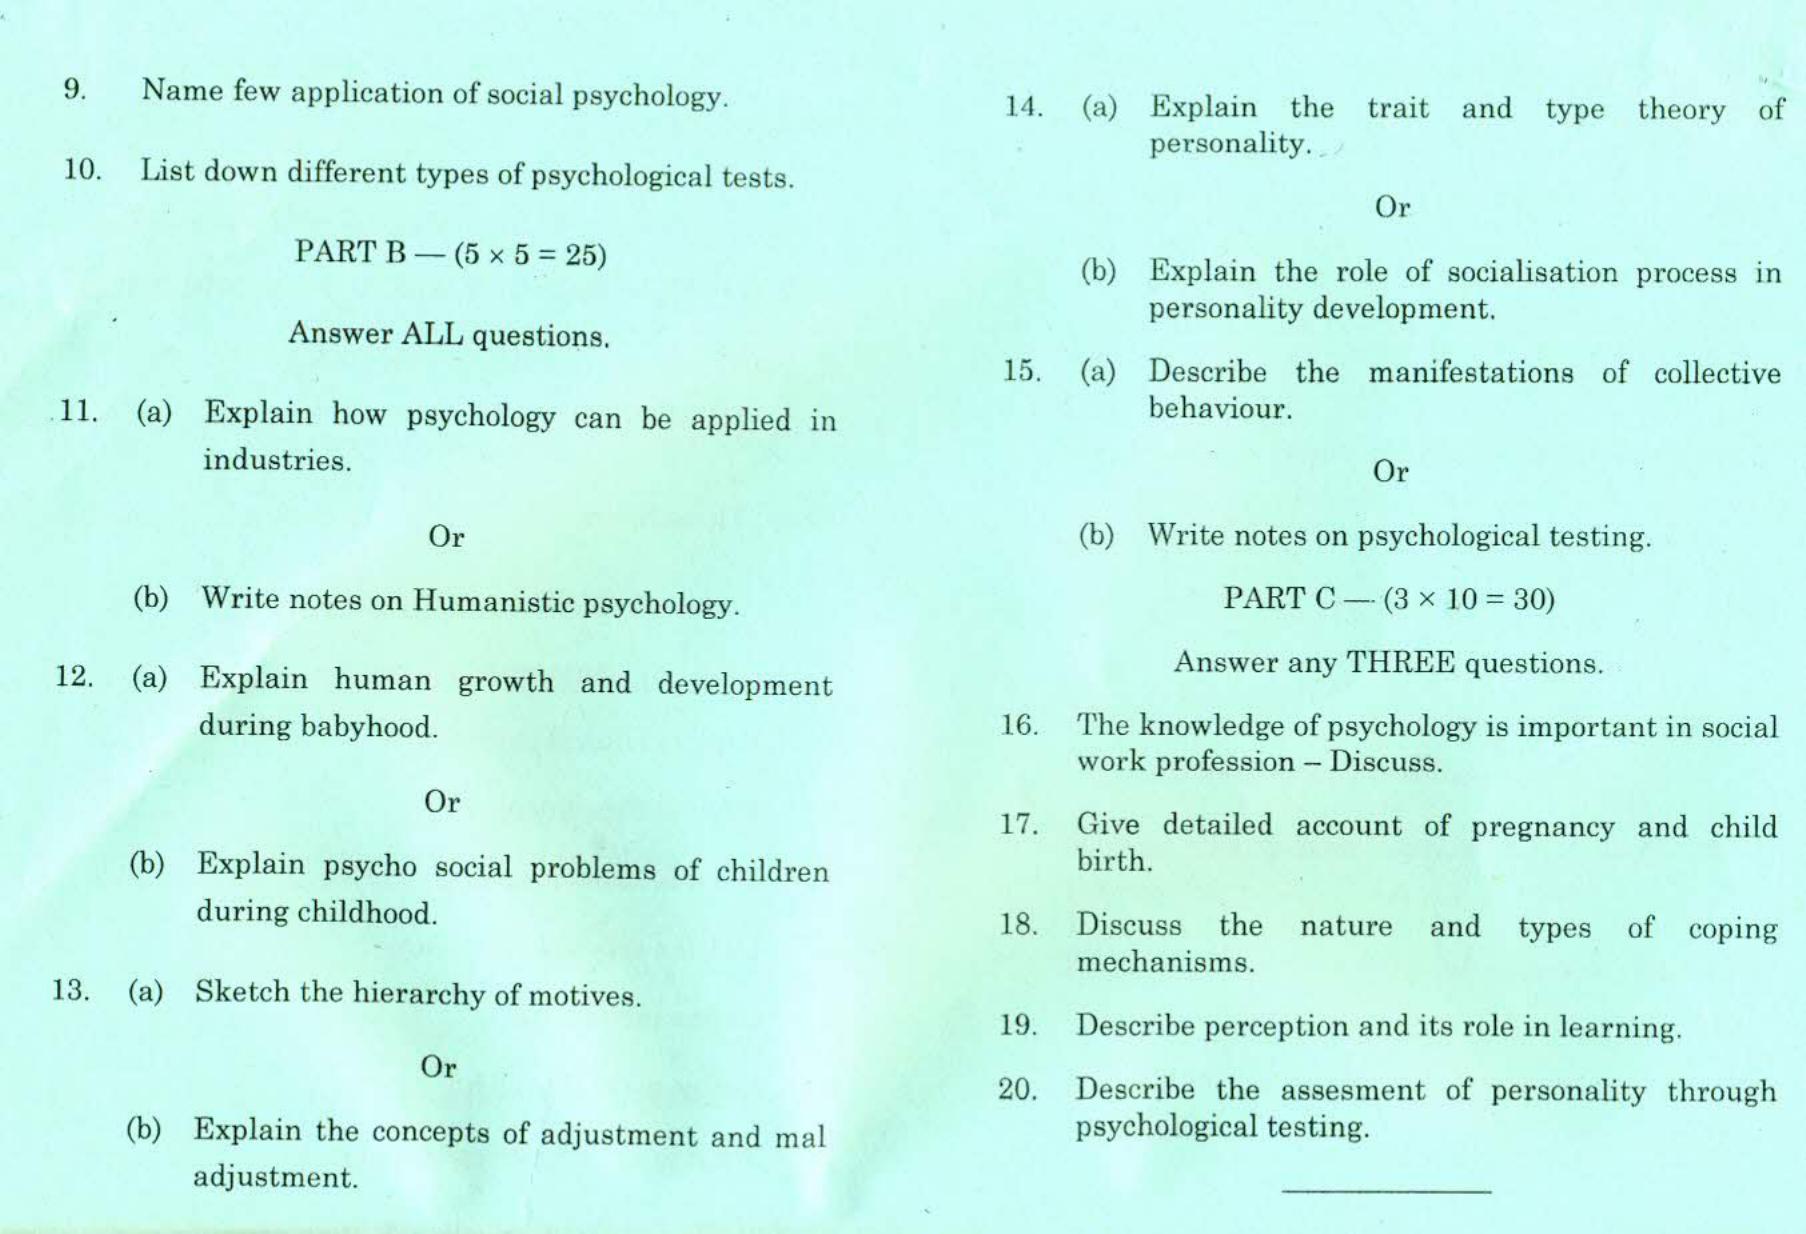 9. Name few application of social psychology.
10. List down different types of psychological tests.
PART B — (5 × 5 = 25)
Answer ALL questions.
11. (a) Explain how psychology can be applied in
industries.
Or
(b) Write notes on Humanistic psychology.
12. (a) Explain human growth and development
during babyhood.
Or
(b) Explain psycho social problems of children
during childhood.
13. (a) Sketch the hierarchy of motives.
Or
(b) Explain the concepts of adjustment and mal
adjustment.
14. (a) Explain the trait and type theory of
personality.
Or
(b) Explain the role of socialisation process in
personality development.
15. (a) Describe the manifestations of collective
behaviour.
Or
(b) Write notes on psychological testing.
PART C — (3 × 10 = 30)
Answer any THREE questions.
16. The knowledge of psychology is important in social
work profession – Discuss.
17. Give detailed account of pregnancy and child
birth.
18. Discuss the nature and types of coping
mechanisms.
19. Describe perception and its role in learning.
20. Describe the assesment of personality through
psychological testing.